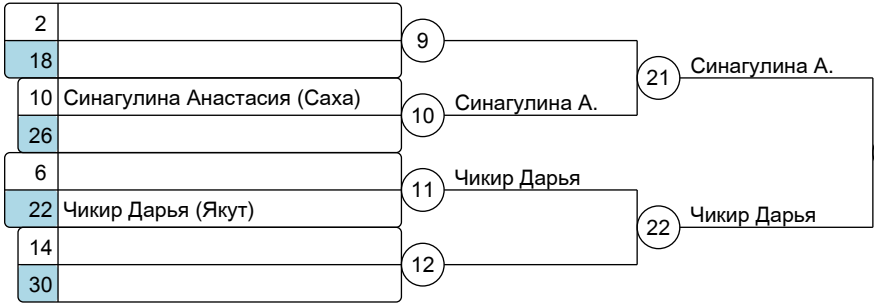 2
9
18
21 Синагулина А.
10 Синагулина Анастасия (Саха)
10 Синагулина А.
26
6
11 Чикир Дарья
22 Чикир Дарья (Якут)
22 Чикир Дарья
14
12
30